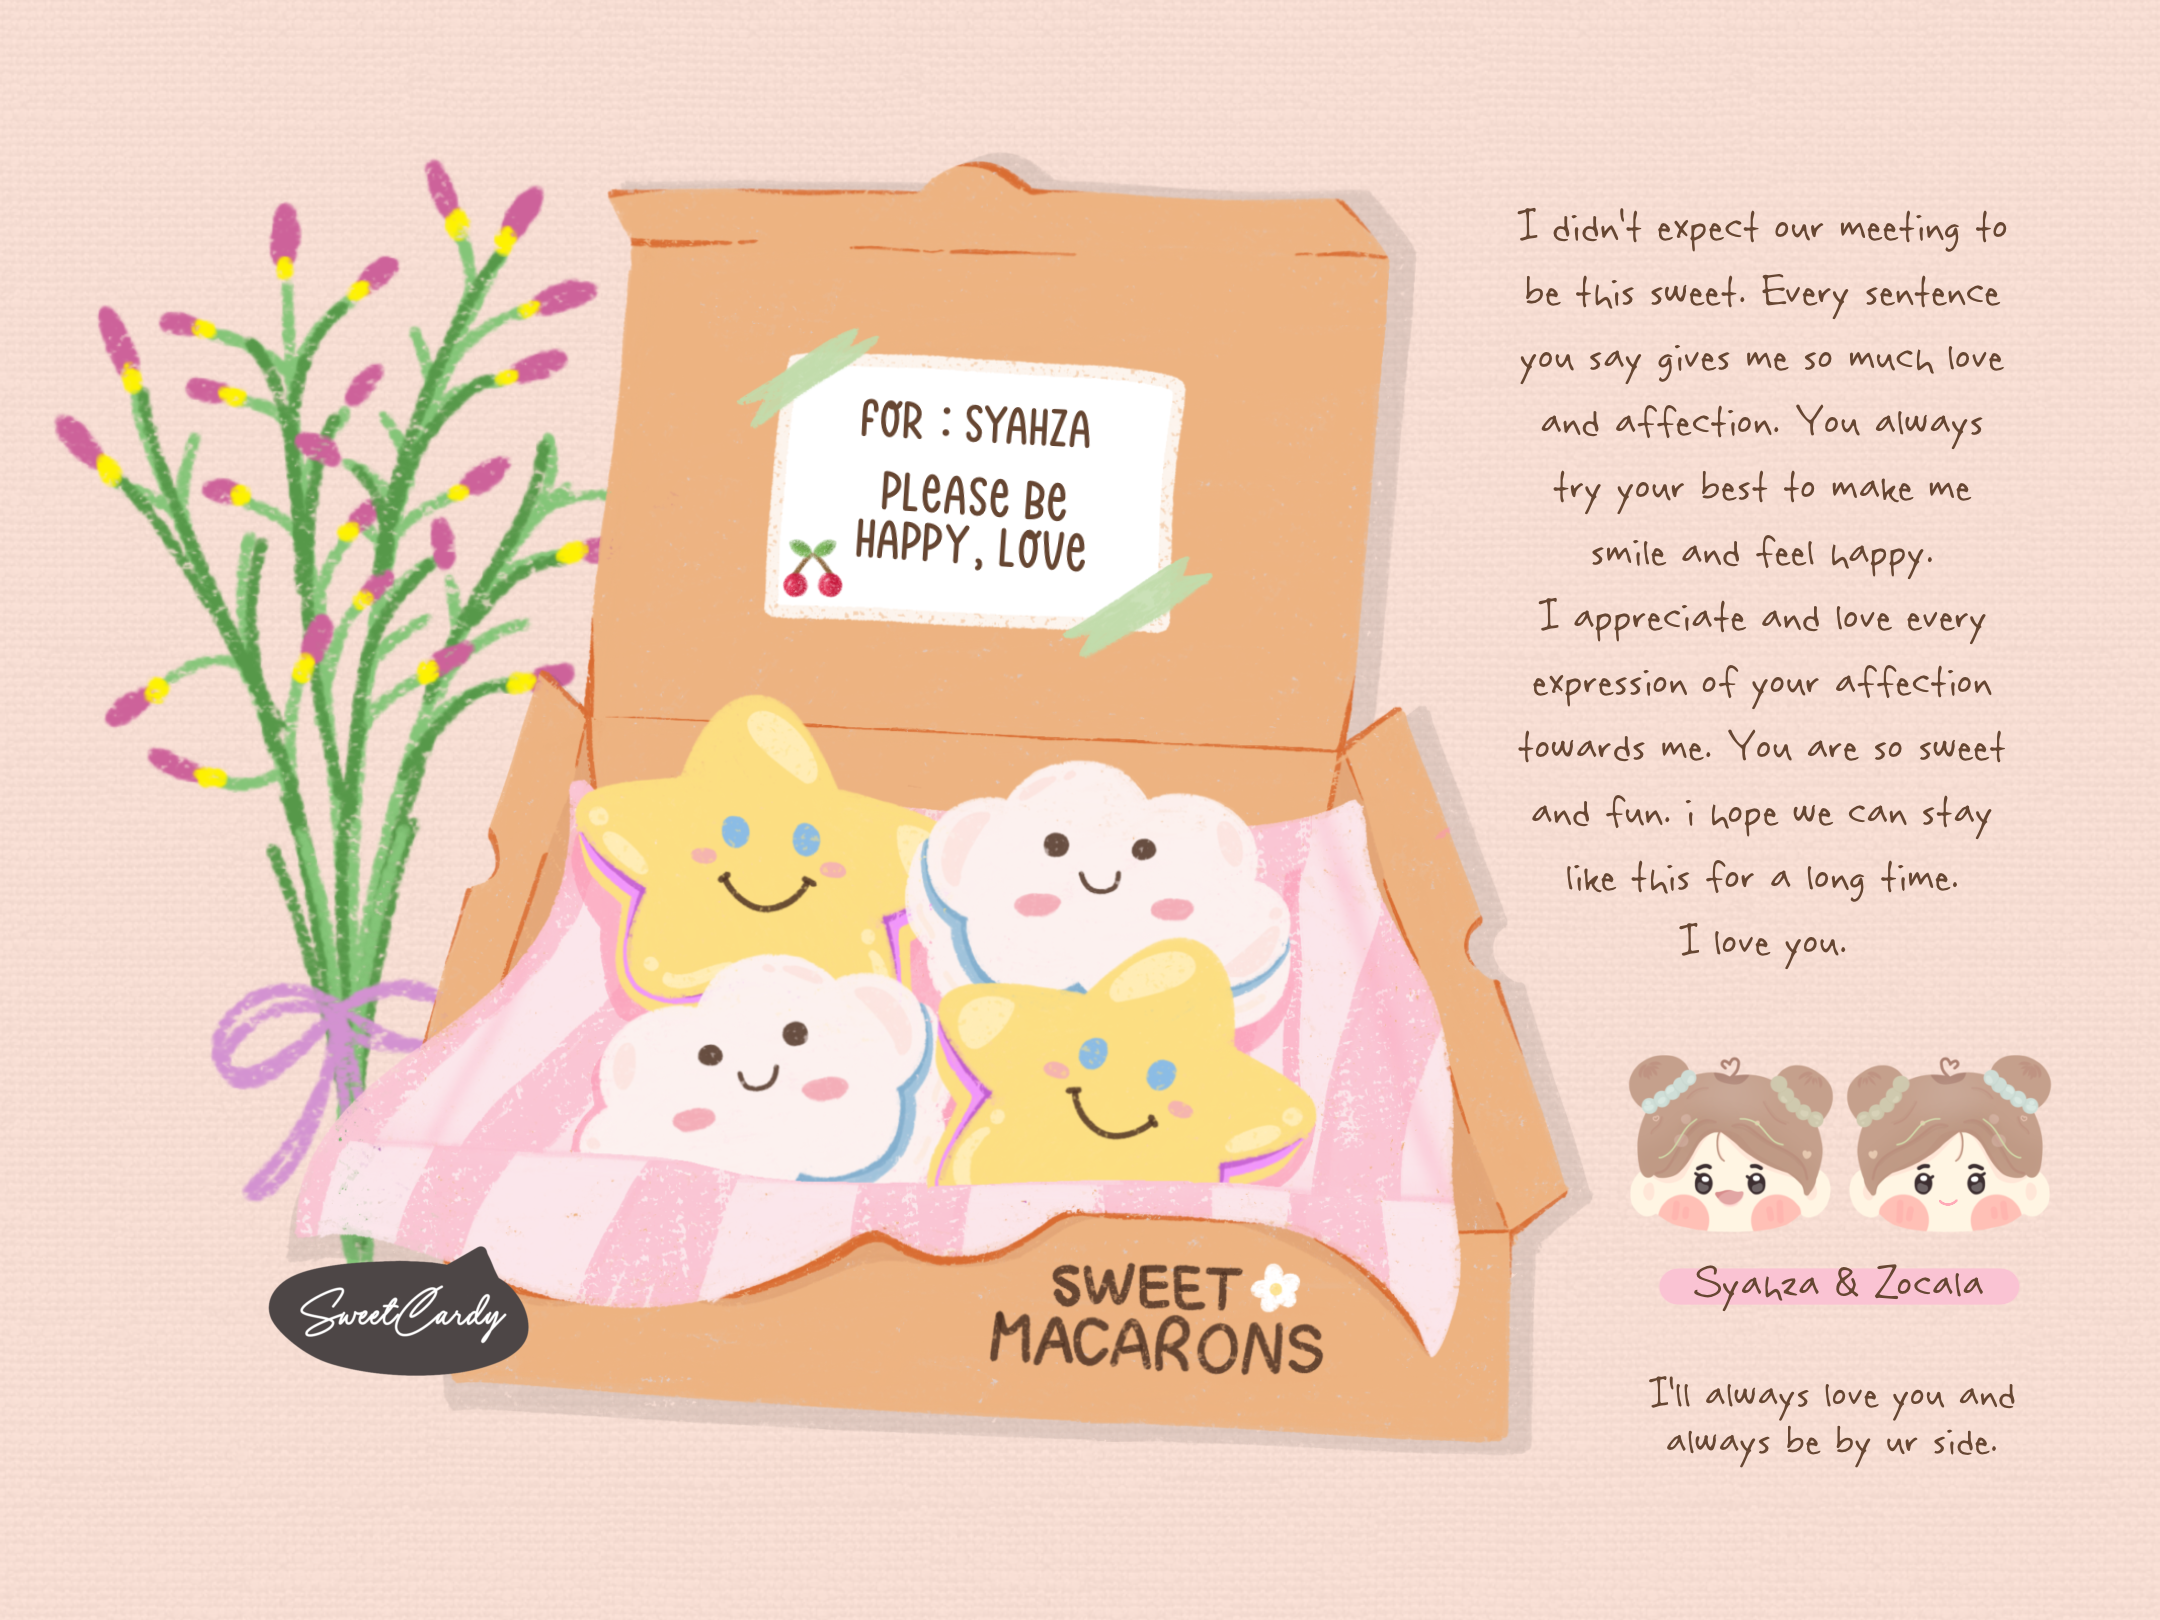 FOR : SYAHZA
PLEASE BE
HAPPY, LOVE
SWEET
MACARONS
SweetCardy
I didn't expect our meeting to
be this sweet. Every sentence
you say gives me so much love
and affection. You always
try your best to make me
smile and feel happy.
I appreciate and love every
expression of your affection
towards me. You are so sweet
and fun. i hope we can stay
like this for a long time.
I love you.
Syahza & Zocala
I'll always love you and
always be by ur side.